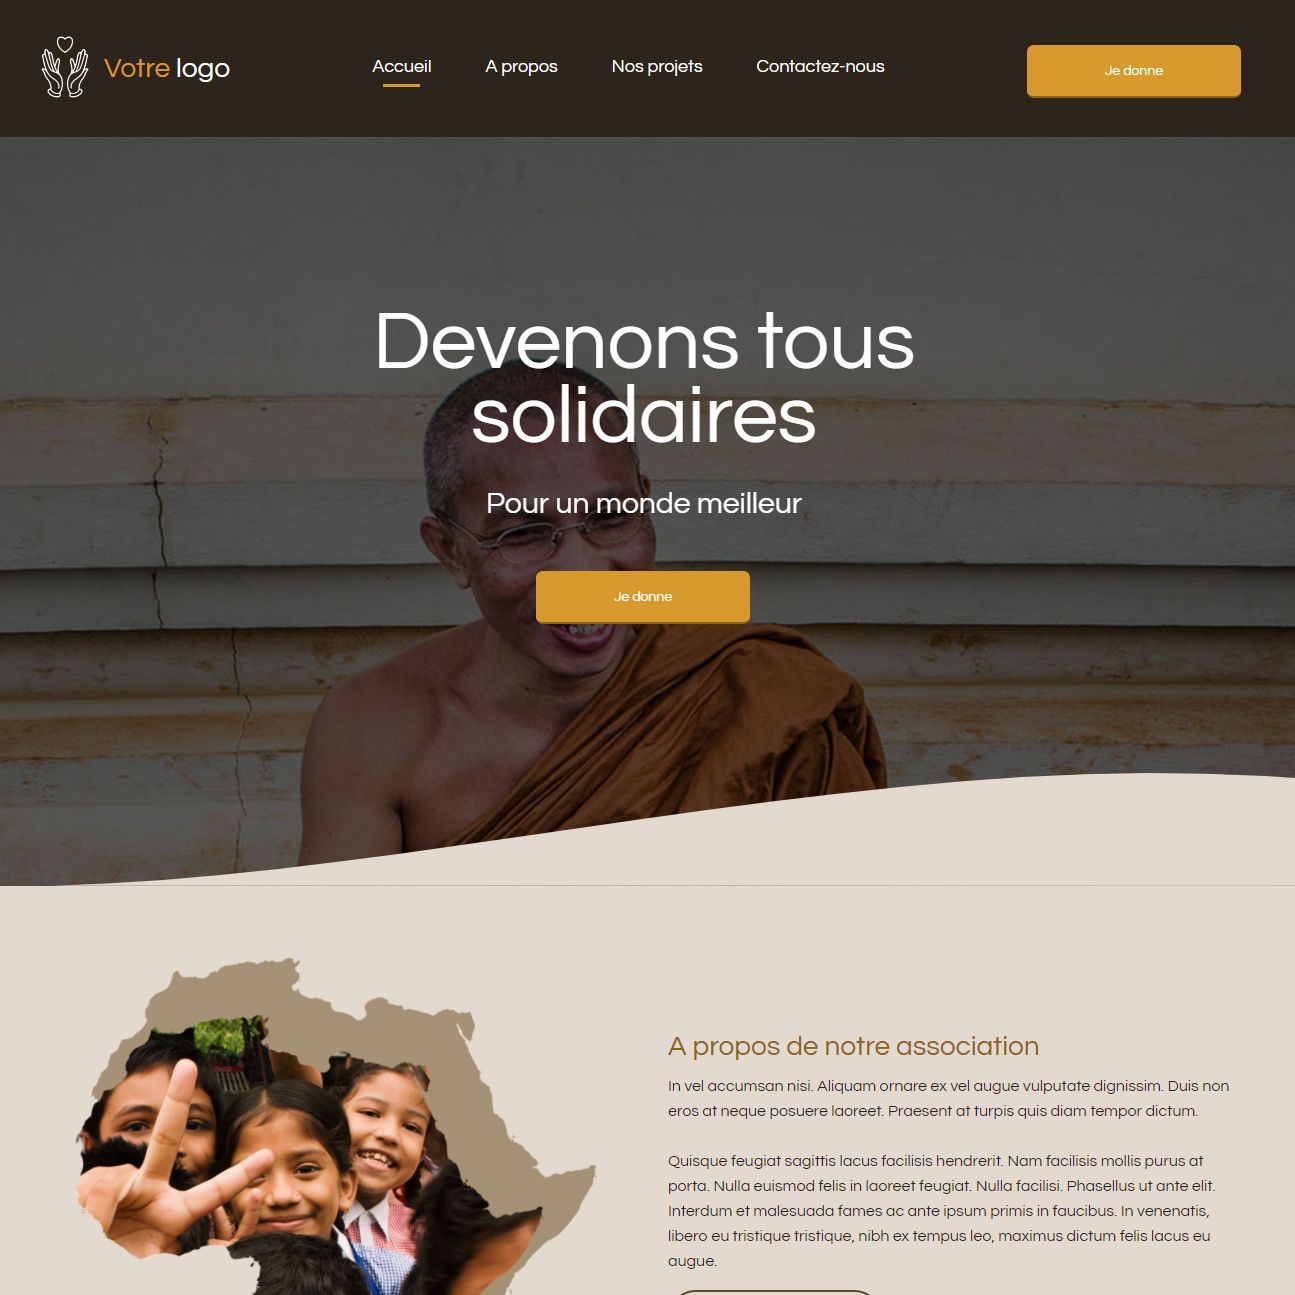 Votre logo
Accueil
A propos
Nos projets
Contactez-nous
Je donne
Devenons tous
solidaires
Pour un monde meilleur
Je donne
A propos de notre association
In vel accumsan nisi. Aliquam ornare ex vel augue vulputate dignissim. Duis non
eros at neque posuere laoreet. Praesent at turpis quis diam tempor dictum.
Quisque feugiat sagittis lacus facilisis hendrerit. Nam facilisis mollis purus at
porta. Nulla euismod felis in laoreet feugiat. Nulla facilisi. Phasellus ut ante elit.
Interdum et malesuada fames ac ante ipsum primis in faucibus. In venenatis,
libero eu tristique tristique, nibh ex tempus leo, maximus dictum felis lacus eu
augue.